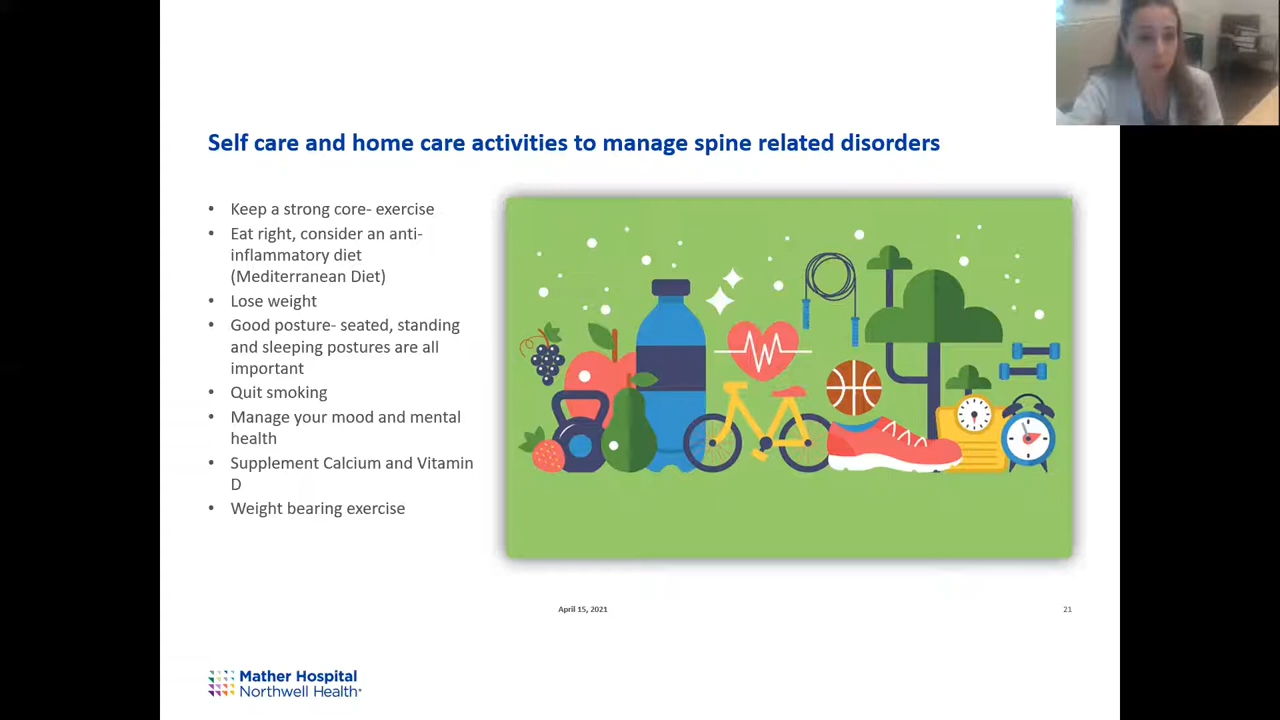 Self care and home care activities to manage spine related disorders
• Keep a strong core- exercise
• Eat right, consider an anti-
inflammatory diet
(Mediterranean Diet)
• Lose weight
• Good posture- seated, standing
and sleeping postures are all
important
• Quit smoking
• Manage your mood and mental
health
• Supplement Calcium and Vitamin
D
• Weight bearing exercise
April 15, 2021
21
Mather Hospital
Northwell Health®